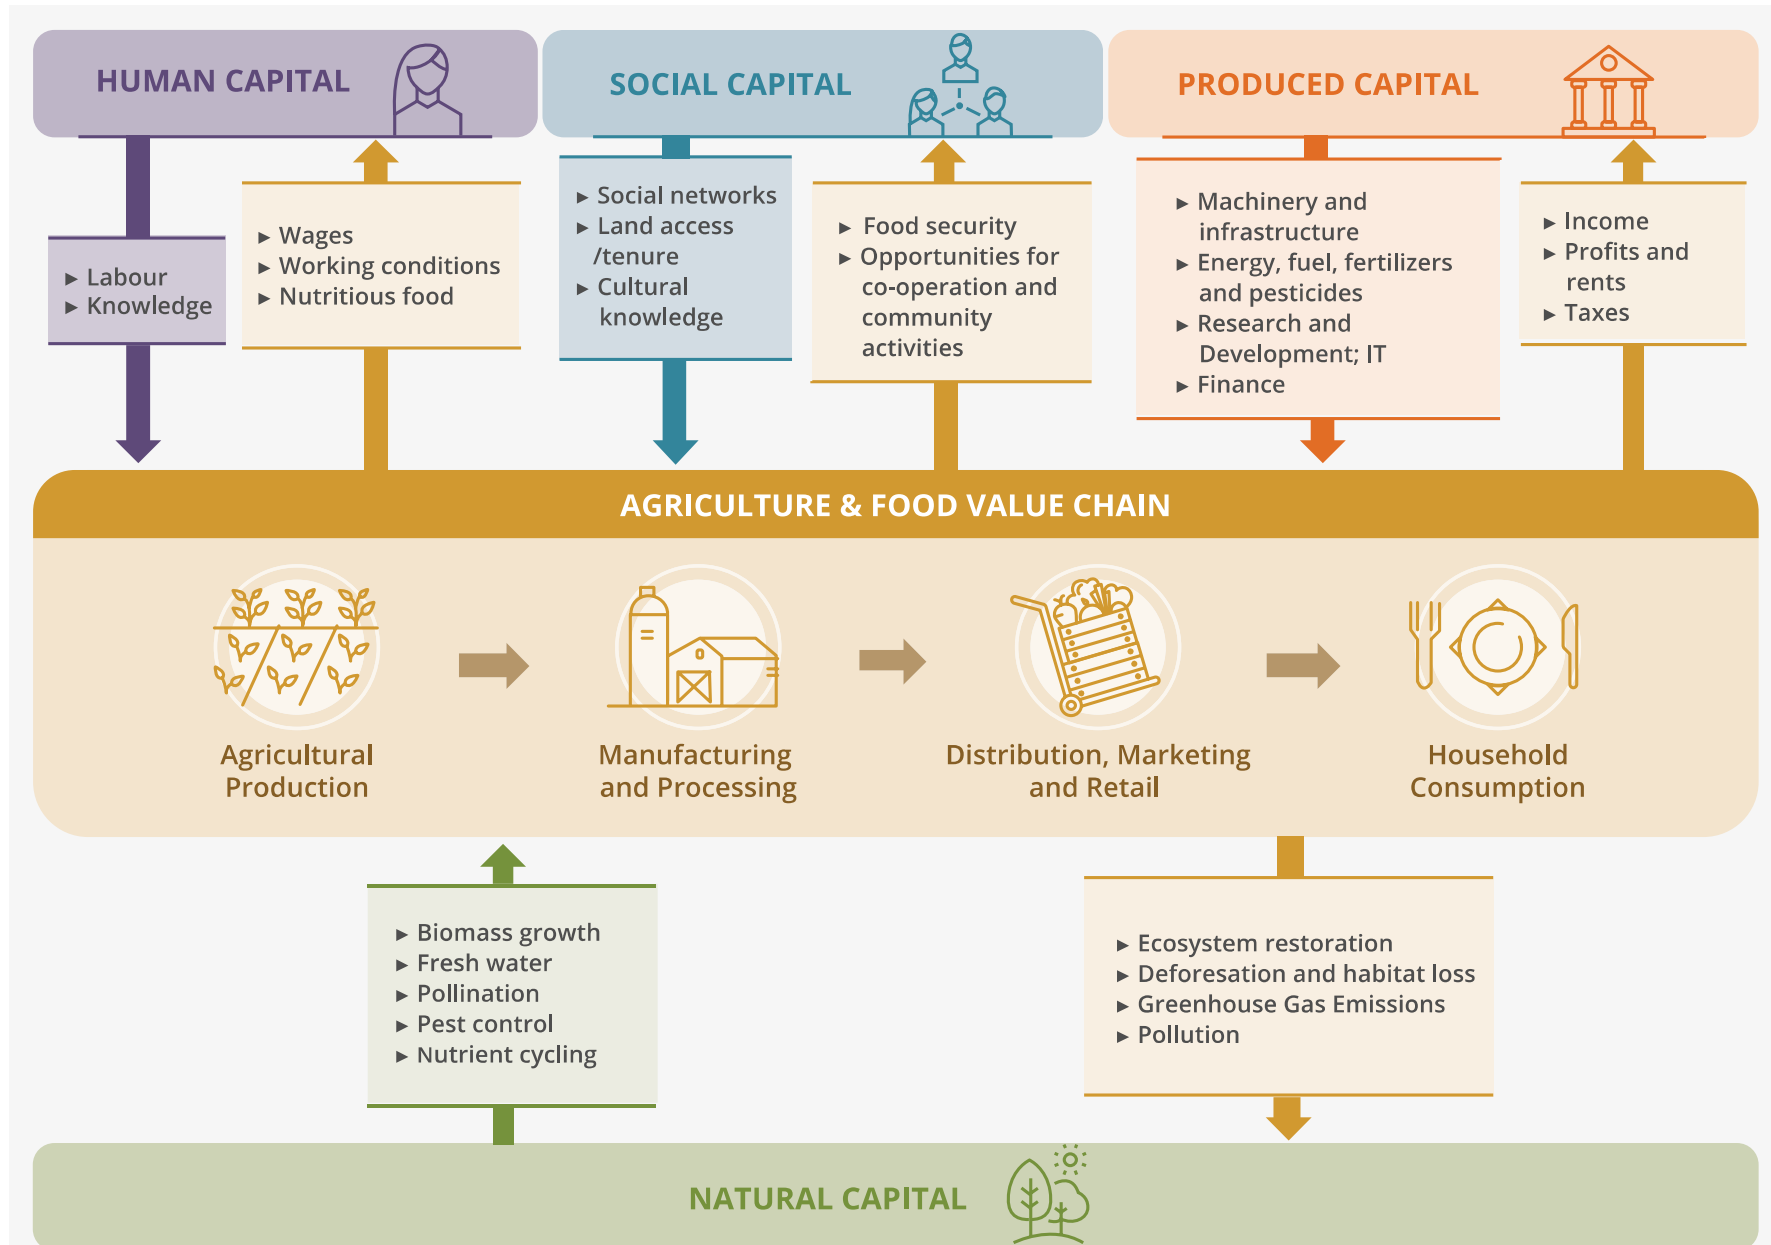 HUMAN CAPITAL
SOCIAL CAPITAL
PRODUCED CAPITAL
► Labour
► Knowledge
► Wages
► Working conditions
► Nutritious food
► Social networks
► Land access
/tenure
► Cultural
knowledge
► Food security
► Opportunities for
co-operation and
community
activities
► Machinery and
infrastructure
► Energy, fuel, fertilizers
and pesticides
► Research and
Development; IT
► Finance
► Income
► Profits and
rents
► Taxes
AGRICULTURE & FOOD VALUE CHAIN
Agricultural
Production
Manufacturing
and Processing
Distribution, Marketing
and Retail
Household
Consumption
► Biomass growth
► Fresh water
► Pollination
► Pest control
► Nutrient cycling
► Ecosystem restoration
► Deforesation and habitat loss
► Greenhouse Gas Emissions
► Pollution
NATURAL CAPITAL